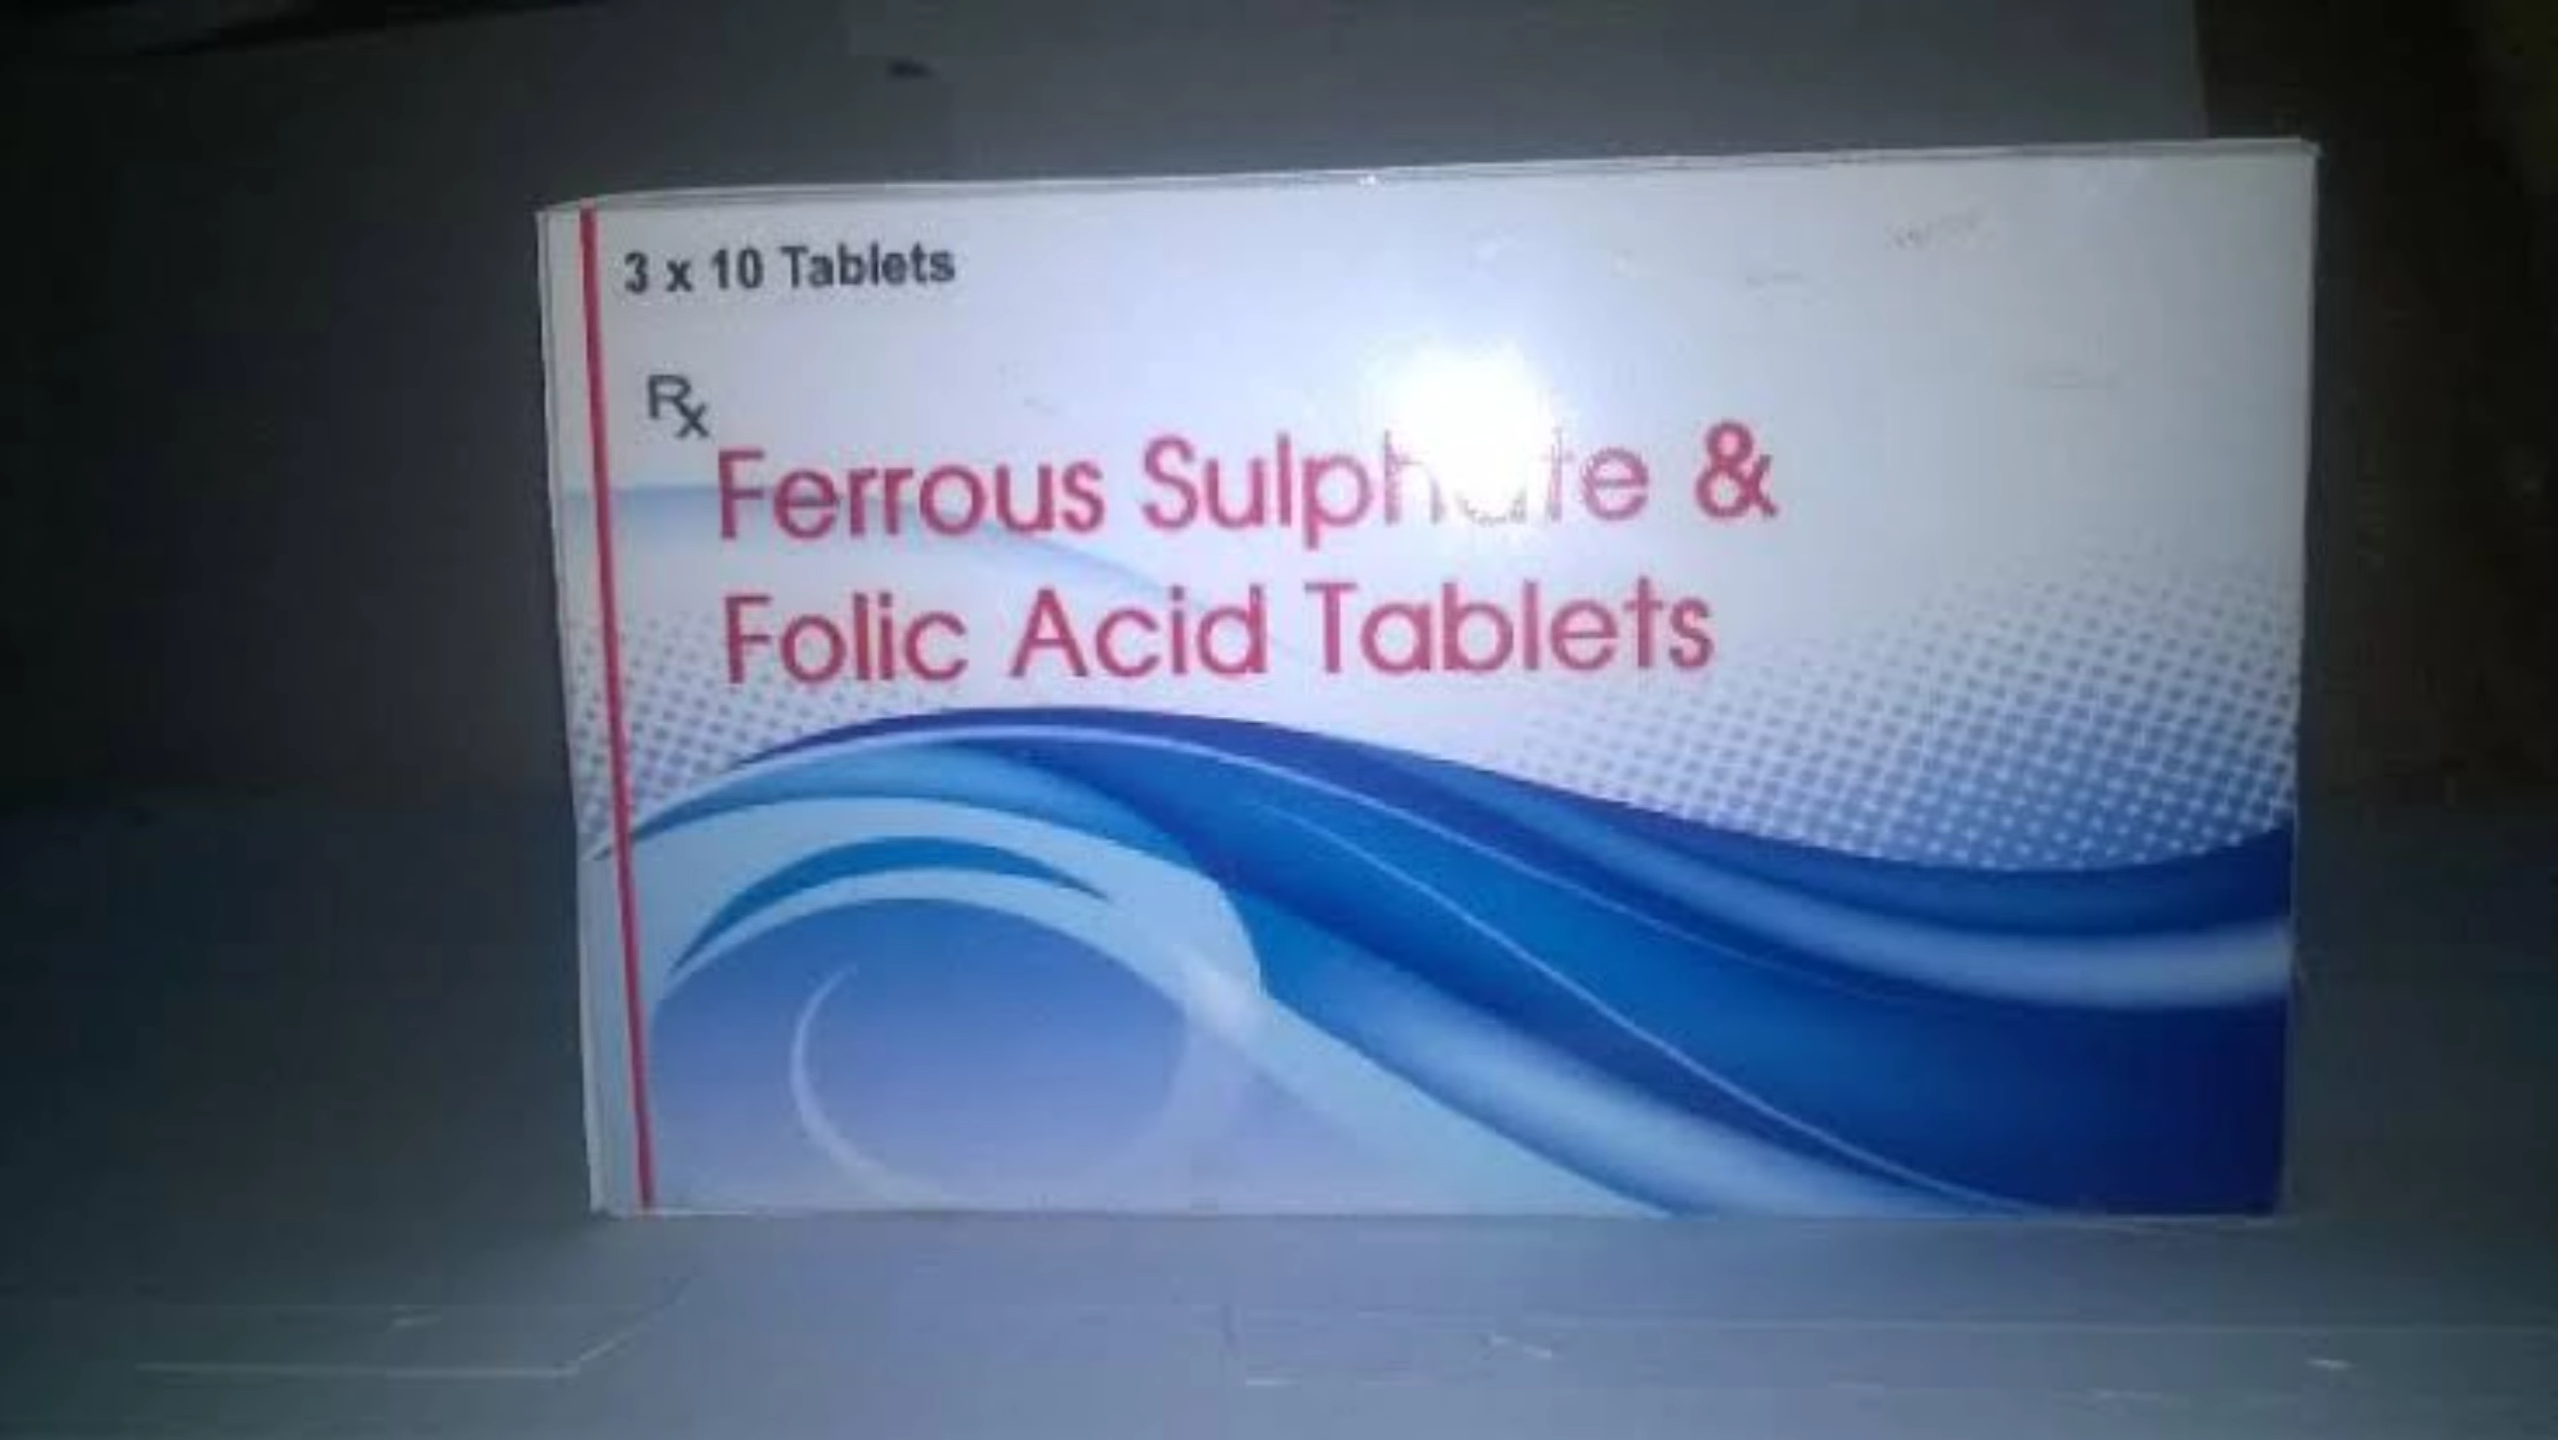 3 x 10 Tablets
Rx
Ferrous Sulphate &
Folic Acid Tablets